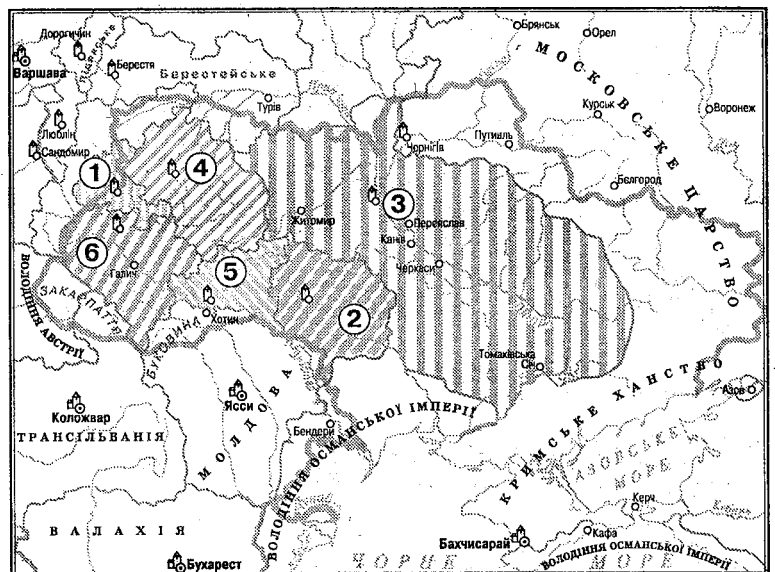 Брянськ
Орел
Дорогичин
Варшава
Берестя
Берестейське
Турів
Курськ
Воронеж
МОСКОВСЬКЕ ЦАРСТВО
Люблін
Сандомир
Чернігів
Путивль
Бєлгород
1
4
3
Житомир
Переяслав
Канів
Черкаси
6
Галич
5
2
ВОЛОДІННЯ АВСТРІЇ
ЗАКАРПАТТЯ
БУКОВИНА
Хотин
Томаківська Січ
Азов
Коложвар
ТРАНСІЛЬВАНІЯ
Ясси
МОЛДОВА
Бендери
ВОЛОДІННЯ ОСМАНСЬКОЇ ІМПЕРІЇ
КРИМСЬКЕ ХАНСТВО
АЗОВСЬКЕ МОРЕ
Керч
ВАЛАХІЯ
Бухарест
Бахчисарай
Кафа
ВОЛОДІННЯ ОСМАНСЬКОЇ ІМПЕРІЇ
ЧОРНЕ МОРЕ